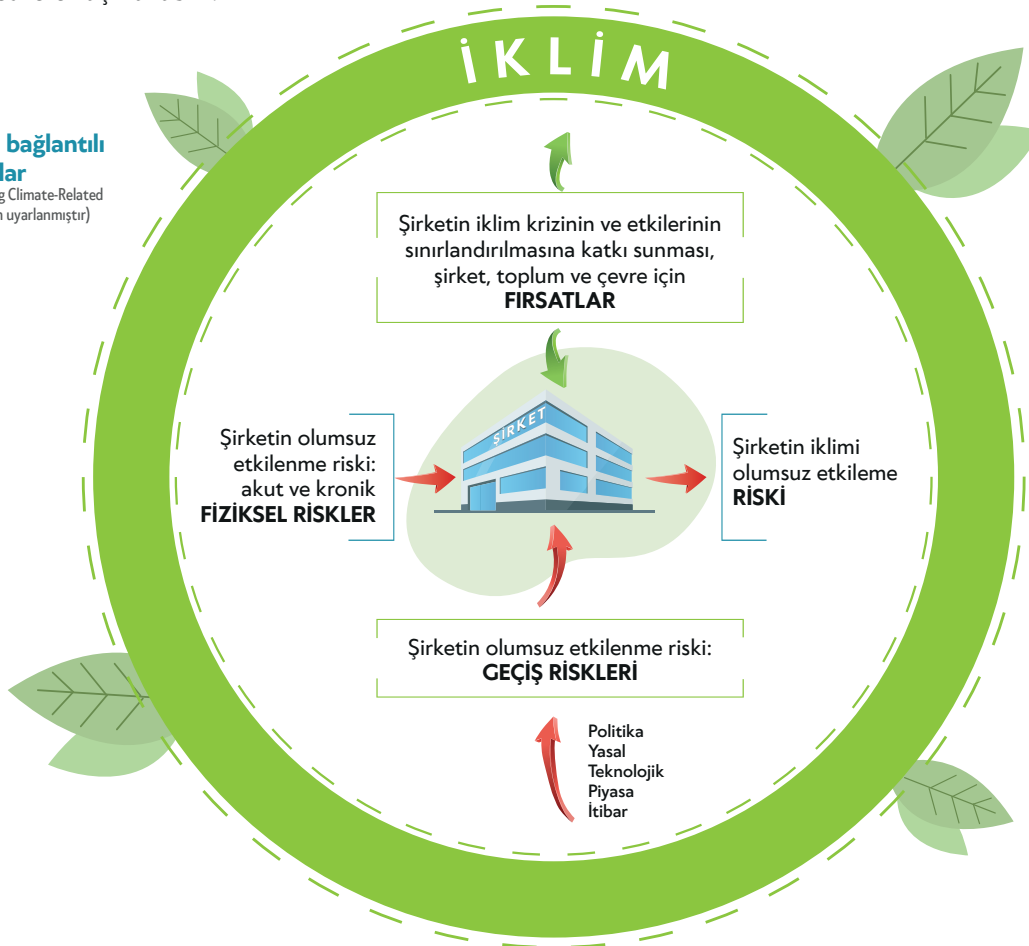 İKLİM
bağlantılı
lar
g Climate-Related
n uyarlanmıştır)
Şirketin iklim krizinin ve etkilerinin
sınırlandırılmasına katkı sunması,
şirket, toplum ve çevre için
FIRSATLAR
ŞİRKET
Şirketin olumsuz
etkilenme riski:
akut ve kronik
FİZİKSEL RİSKLER
Şirketin iklimi
olumsuz etkileme
RİSKİ
Şirketin olumsuz etkilenme riski:
GEÇİŞ RİSKLERİ
Politika
Yasal
Teknolojik
Piyasa
İtibar